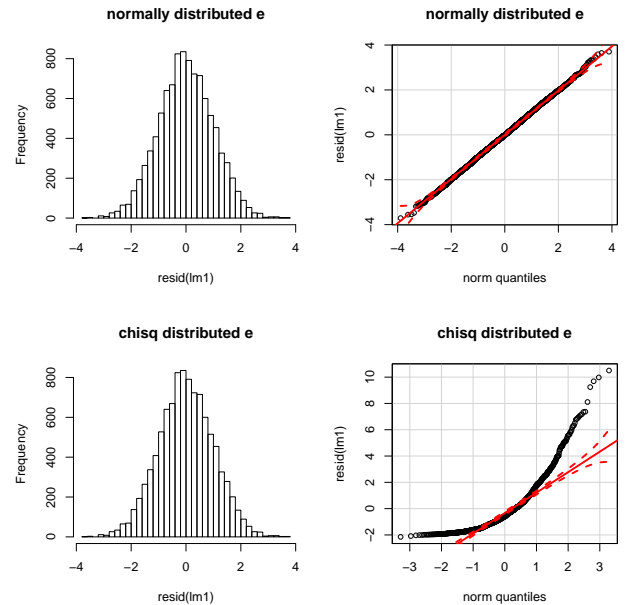 normally distributed e
Frequency
0 200 400 600 800
−4 −2 0 2 4
resid(lm1)
normally distributed e
resid(lm1)
−4 −2 0 2 4
−4 −2 0 2 4
norm quantiles
chisq distributed e
Frequency
0 200 400 600 800
−4 −2 0 2 4
resid(lm1)
chisq distributed e
resid(lm1)
−2 0 2 4 6 8 10
−3 −2 −1 0 1 2 3
norm quantiles